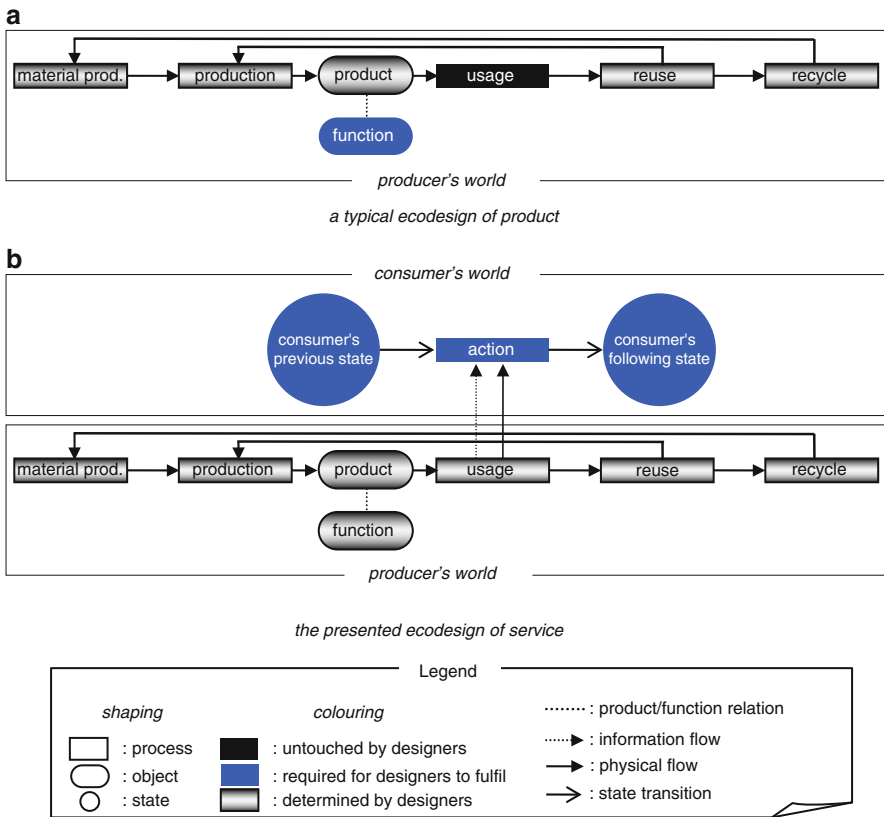 a
material prod.
production
product
usage
reuse
recycle
function
producer's world
a typical ecodesign of product
b
consumer's world
consumer's
previous state
action
consumer's
following state
material prod.
production
product
usage
reuse
recycle
function
producer's world
the presented ecodesign of service
Legend
shaping
: process
: object
: state
colouring
: untouched by designers
: required for designers to fulfil
: determined by designers
: product/function relation
: information flow
: physical flow
: state transition